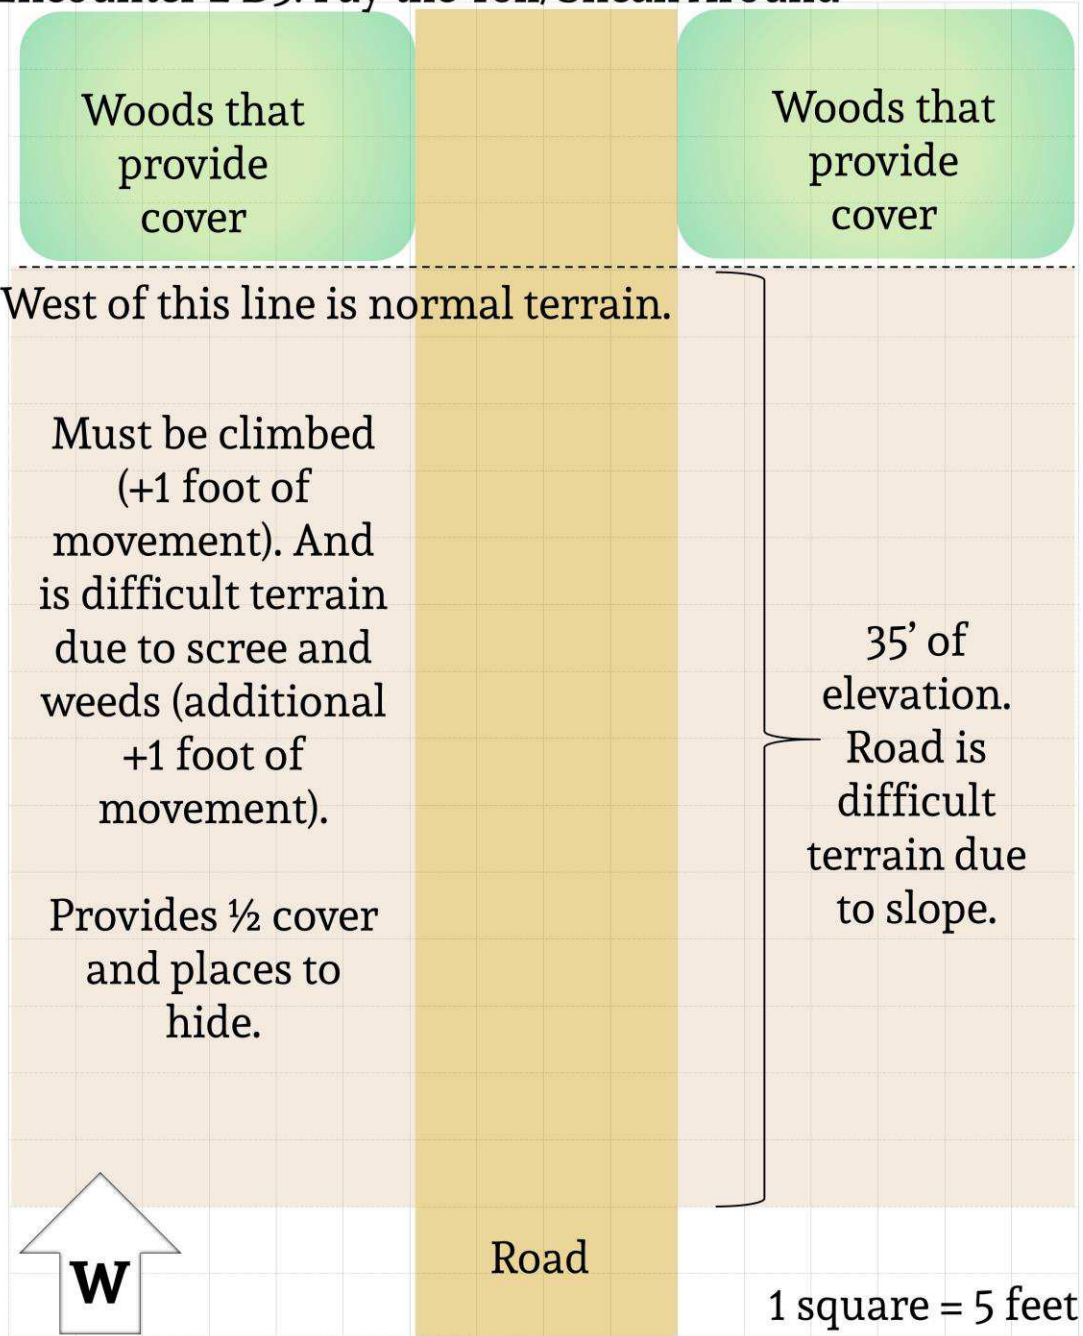 Woods that
provide
cover
Woods that
provide
cover
West of this line is normal terrain.
Must be climbed
(+1 foot of
movement). And
is difficult terrain
due to scree and
weeds (additional
+1 foot of
movement).
Provides ½ cover
and places to
hide.
35’ of
elevation.
Road is
difficult
terrain due
to slope.
W
Road
1 square = 5 feet